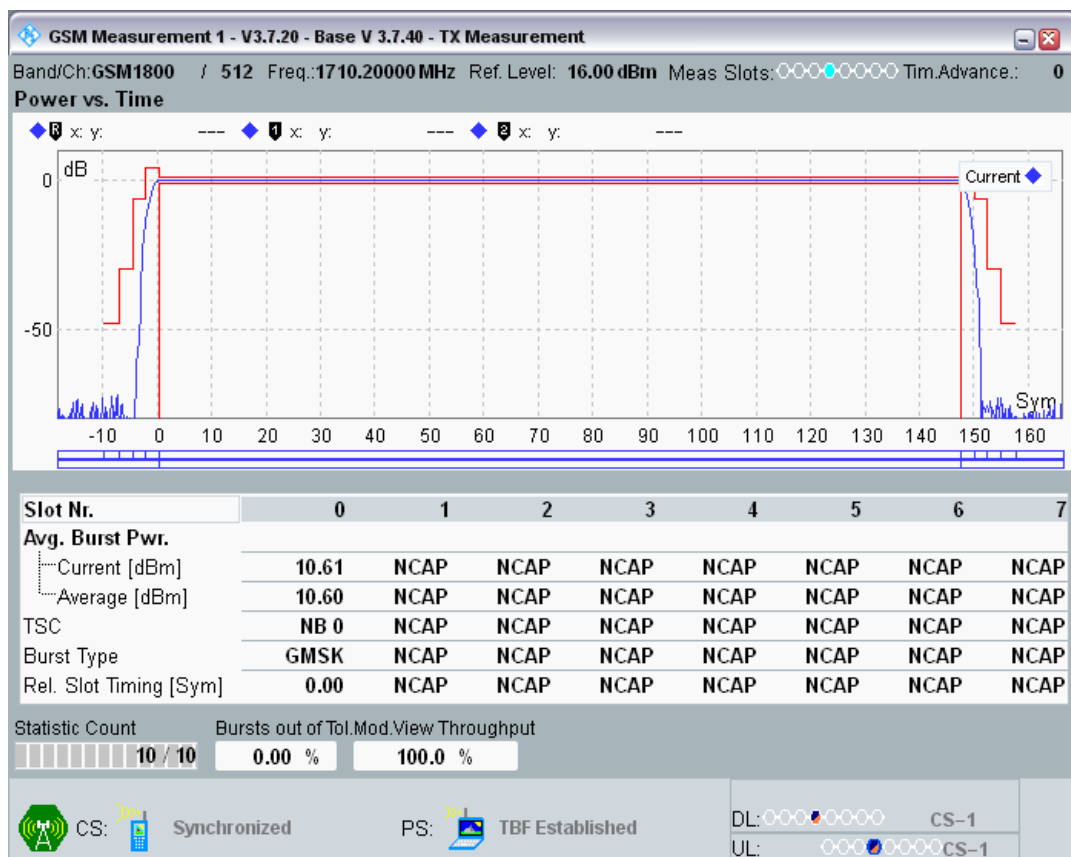 GSM Measurement 1 - V3.7.20 - Base V 3.7.40 - TX Measurement
Band/Ch:GSM1800 / 512 Freq.:1710.20000 MHz Ref. Level: 16.00 dBm Meas Slots: Tim.Advance.: 0
Power vs. Time
R x: y: --- 1 x: y: --- 2 x: y: ---
dB
0
Current
-50
Sym
-10 0 10 20 30 40 50 60 70 80 90 100 110 120 130 140 150 160
Slot Nr. 0 1 2 3 4 5 6 7
Avg. Burst Pwr.
Current [dBm] 10.61 NCAP NCAP NCAP NCAP NCAP NCAP NCAP
Average [dBm] 10.60 NCAP NCAP NCAP NCAP NCAP NCAP NCAP
TSC NB 0 NCAP NCAP NCAP NCAP NCAP NCAP NCAP
Burst Type GMSK NCAP NCAP NCAP NCAP NCAP NCAP NCAP
Rel. Slot Timing [Sym] 0.00 NCAP NCAP NCAP NCAP NCAP NCAP NCAP
Statistic Count Bursts out of Tol.Mod.View Throughput
10 / 10 0.00 % 100.0 %
CS: Synchronized PS: TBF Established DL: CS-1
UL: CS-1